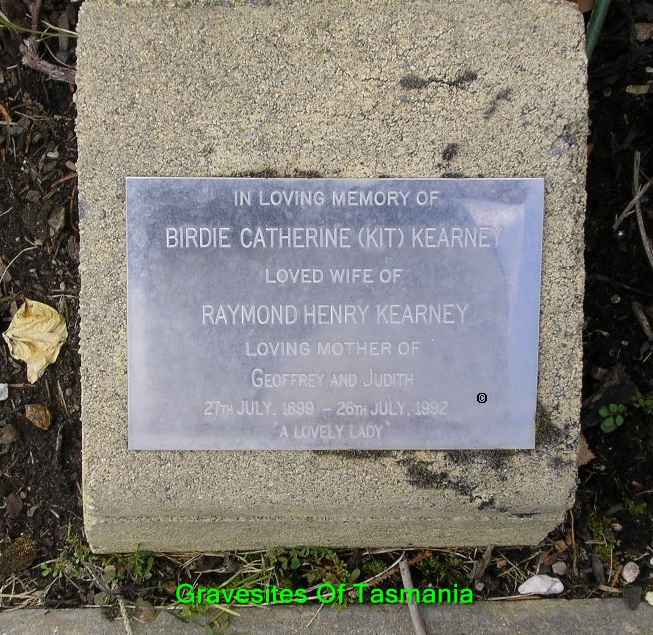 IN LOVING MEMORY OF
BIRDIE CATHERINE (KIT) KEARNEY
LOVED WIFE OF
RAYMOND HENRY KEARNEY
LOVING MOTHER OF
GEOFFREY AND JUDITH
27TH JULY, 1899 - 26TH JULY, 1992
'A LOVELY LADY'
©
Gravesites Of Tasmania